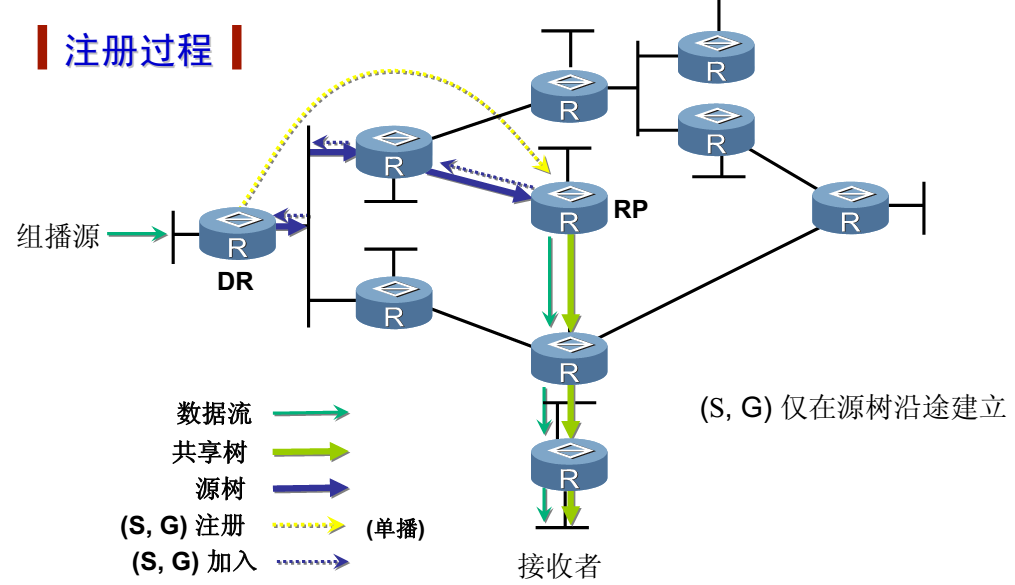 注册过程
R
R
R
R
R
R
RP
R
组播源
R
DR
R
R
数据流
(S, G) 仅在源树沿途建立
共享树
R
源树
(S, G) 注册
(单播)
(S, G) 加入
接收者